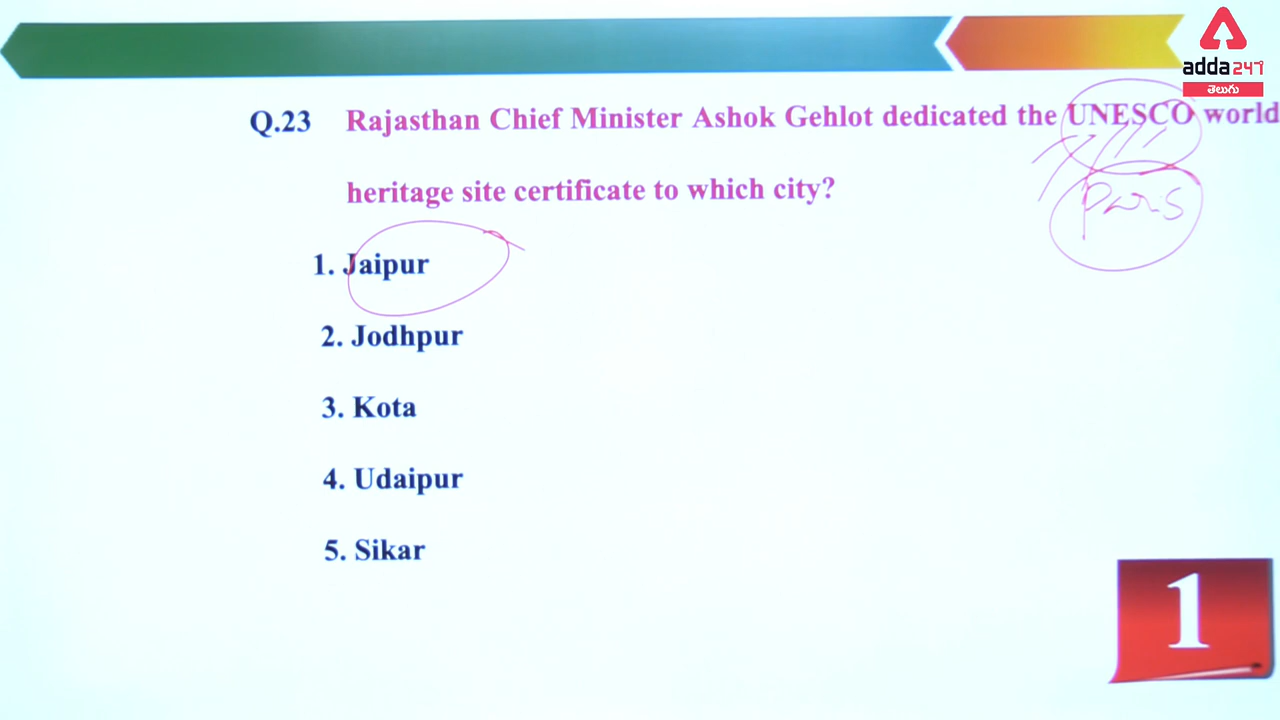 adda247
తెలుగు
Q.23 Rajasthan Chief Minister Ashok Gehlot dedicated the UNESCO world
heritage site certificate to which city?
Paris
1. Jaipur
2. Jodhpur
3. Kota
4. Udaipur
5. Sikar
1